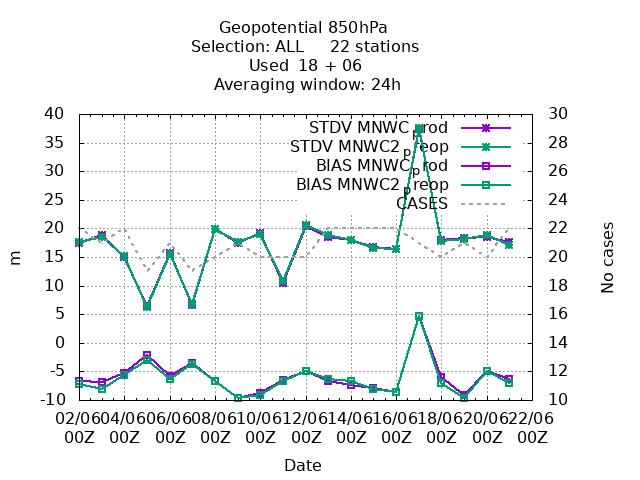 Geopotential 850hPa
Selection: ALL 22 stations
Used 18 + 06
Averaging window: 24h
40 30
STDV MNWC_prod
35 28
STDV MNWC2_preop
30 26
BIAS MNWC_prod
BIAS MNWC2_preop
25 24
CASES
20 22
15 20
10 18
5 16
0 14
-5 12
-10 10
m
No cases
02/06 04/06 06/06 08/06 10/06 12/06 14/06 16/06 18/06 20/06 22/06
00Z 00Z 00Z 00Z 00Z 00Z 00Z 00Z 00Z 00Z 00Z
Date